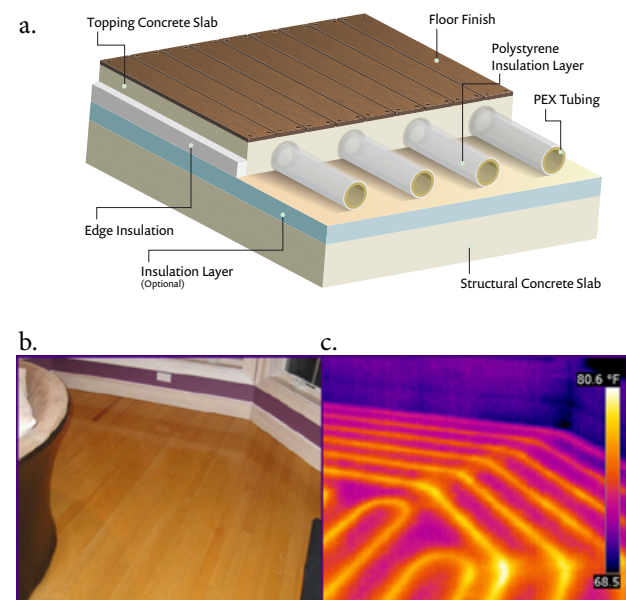 a.
Topping Concrete Slab
Floor Finish
Polystyrene
Insulation Layer
PEX Tubing
Edge Insulation
Insulation Layer
(Optional)
Structural Concrete Slab
b.
c.
80.6 °F
68.5